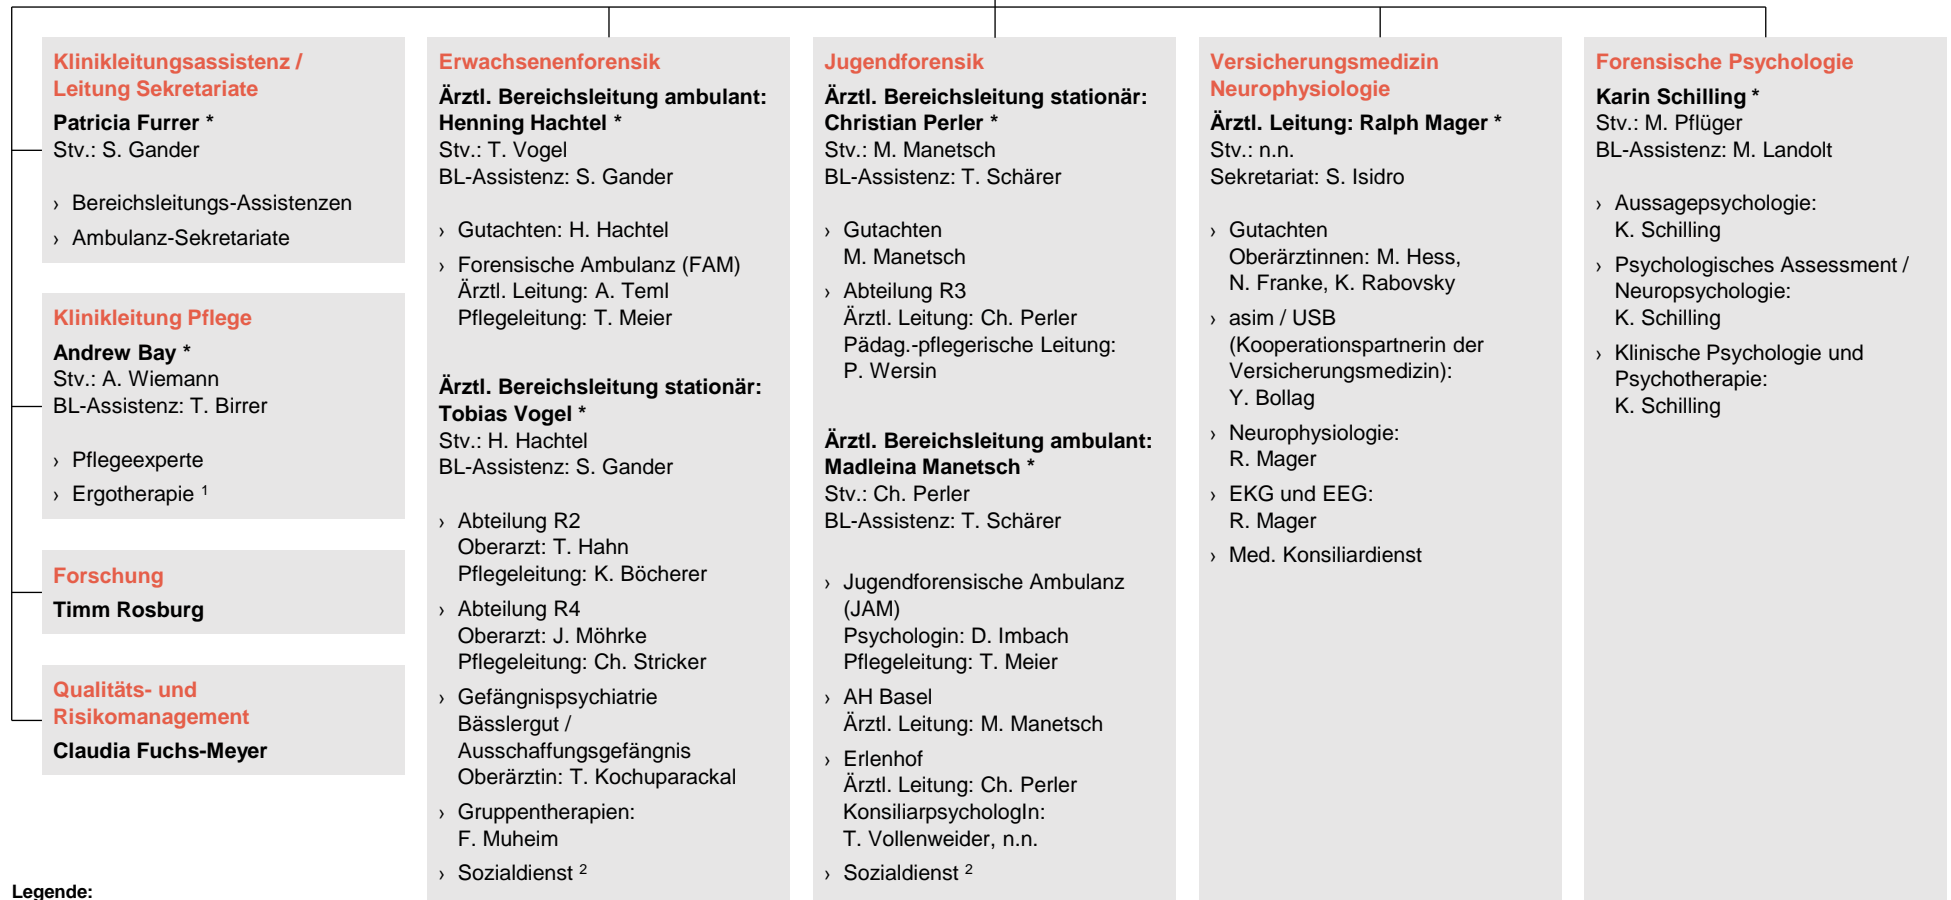 Klinikleitungsassistenz /
Leitung Sekretariate
Patricia Furrer *
Stv.: S. Gander
› Bereichsleitungs-Assistenzen
› Ambulanz-Sekretariate
Klinikleitung Pflege
Andrew Bay *
Stv.: A. Wiemann
BL-Assistenz: T. Birrer
› Pflegeexperte
› Ergotherapie ¹
Forschung
Timm Rosburg
Qualitäts- und
Risikomanagement
Claudia Fuchs-Meyer
Legende:
Erwachsenenforensik
Ärztl. Bereichsleitung ambulant:
Henning Hachtel *
Stv.: T. Vogel
BL-Assistenz: S. Gander
› Gutachten: H. Hachtel
› Forensische Ambulanz (FAM)
Ärztl. Leitung: A. Teml
Pflegeleitung: T. Meier
Ärztl. Bereichsleitung stationär:
Tobias Vogel *
Stv.: H. Hachtel
BL-Assistenz: S. Gander
› Abteilung R2
Oberarzt: T. Hahn
Pflegeleitung: K. Böcherer
› Abteilung R4
Oberarzt: J. Möhrke
Pflegeleitung: Ch. Stricker
› Gefängnispsychiatrie
Bässlergut /
Ausschaffungsgefängnis
Oberärztin: T. Kochuparackal
› Gruppentherapien:
F. Muheim
› Sozialdienst ²
Jugendforensik
Ärztl. Bereichsleitung stationär:
Christian Perler *
Stv.: M. Manetsch
BL-Assistenz: T. Schärer
› Gutachten
M. Manetsch
› Abteilung R3
Ärztl. Leitung: Ch. Perler
Pädag.-pflegerische Leitung:
P. Wersin
Ärztl. Bereichsleitung ambulant:
Madleina Manetsch *
Stv.: Ch. Perler
BL-Assistenz: T. Schärer
› Jugendforensische Ambulanz
(JAM)
Psychologin: D. Imbach
Pflegeleitung: T. Meier
› AH Basel
Ärztl. Leitung: M. Manetsch
› Erlenhof
Ärztl. Leitung: Ch. Perler
KonsiliarpsychologIn:
T. Vollenweider, n.n.
› Sozialdienst ²
Versicherungsmedizin
Neurophysiologie
Ärztl. Leitung: Ralph Mager *
Stv.: n.n.
Sekretariat: S. Isidro
› Gutachten
Oberärztinnen: M. Hess,
N. Franke, K. Rabovsky
› asim / USB
(Kooperationspartnerin der
Versicherungsmedizin):
Y. Bollag
› Neurophysiologie:
R. Mager
› EKG und EEG:
R. Mager
› Med. Konsiliardienst
Forensische Psychologie
Karin Schilling *
Stv.: M. Pflüger
BL-Assistenz: M. Landolt
› Aussagepsychologie:
K. Schilling
› Psychologisches Assessment /
Neuropsychologie:
K. Schilling
› Klinische Psychologie und
Psychotherapie:
K. Schilling